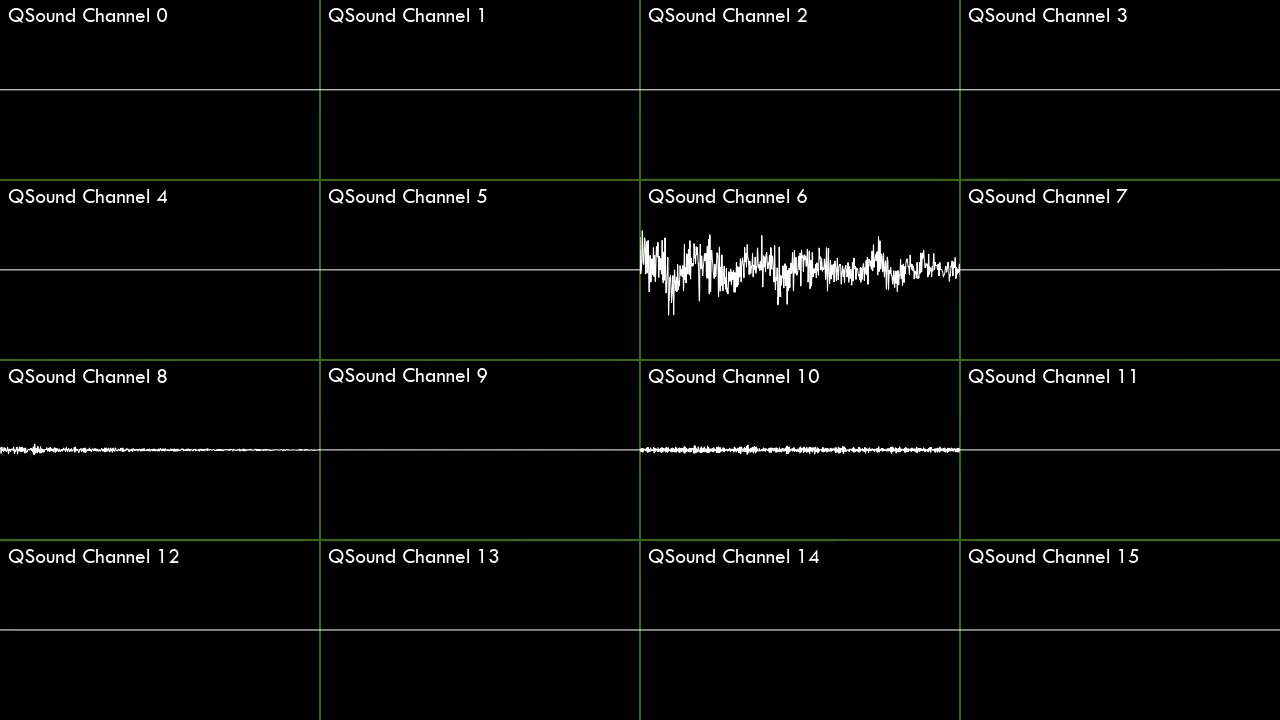 QSound Channel 0
QSound Channel 1
QSound Channel 2
QSound Channel 3
QSound Channel 4
QSound Channel 5
QSound Channel 6
QSound Channel 7
QSound Channel 8
QSound Channel 9
QSound Channel 10
QSound Channel 11
QSound Channel 12
QSound Channel 13
QSound Channel 14
QSound Channel 15